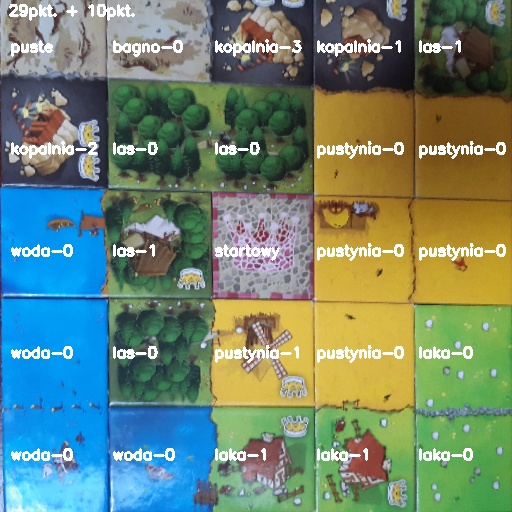 29pkt. + 10pkt.
puste bagno-0 kopalnia-3 kopalnia-1 las-1
kopalnia-2 las-0 las-0 pustynia-0 pustynia-0
woda-0 las-1 startowy pustynia-0 pustynia-0
woda-0 las-0 pustynia-1 pustynia-0 laka-0
woda-0 woda-0 laka-1 laka-1 laka-0